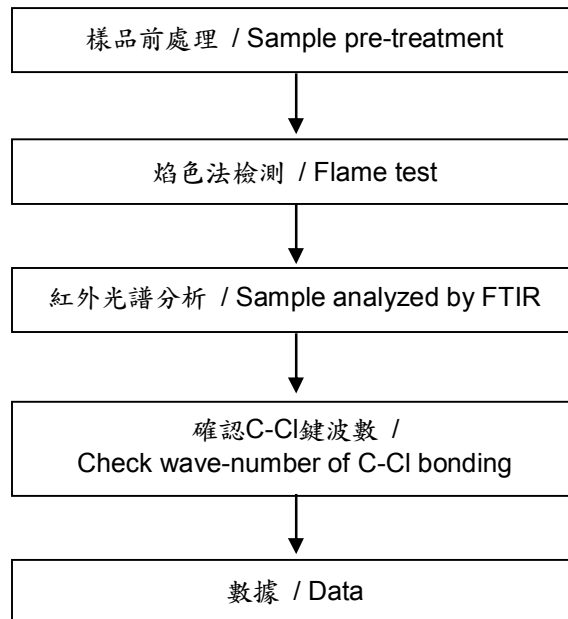 樣品前處理 / Sample pre-treatment
焰色法檢測 / Flame test
紅外光譜分析 / Sample analyzed by FTIR
確認C-Cl鍵波數 /
Check wave-number of C-Cl bonding
數據 / Data